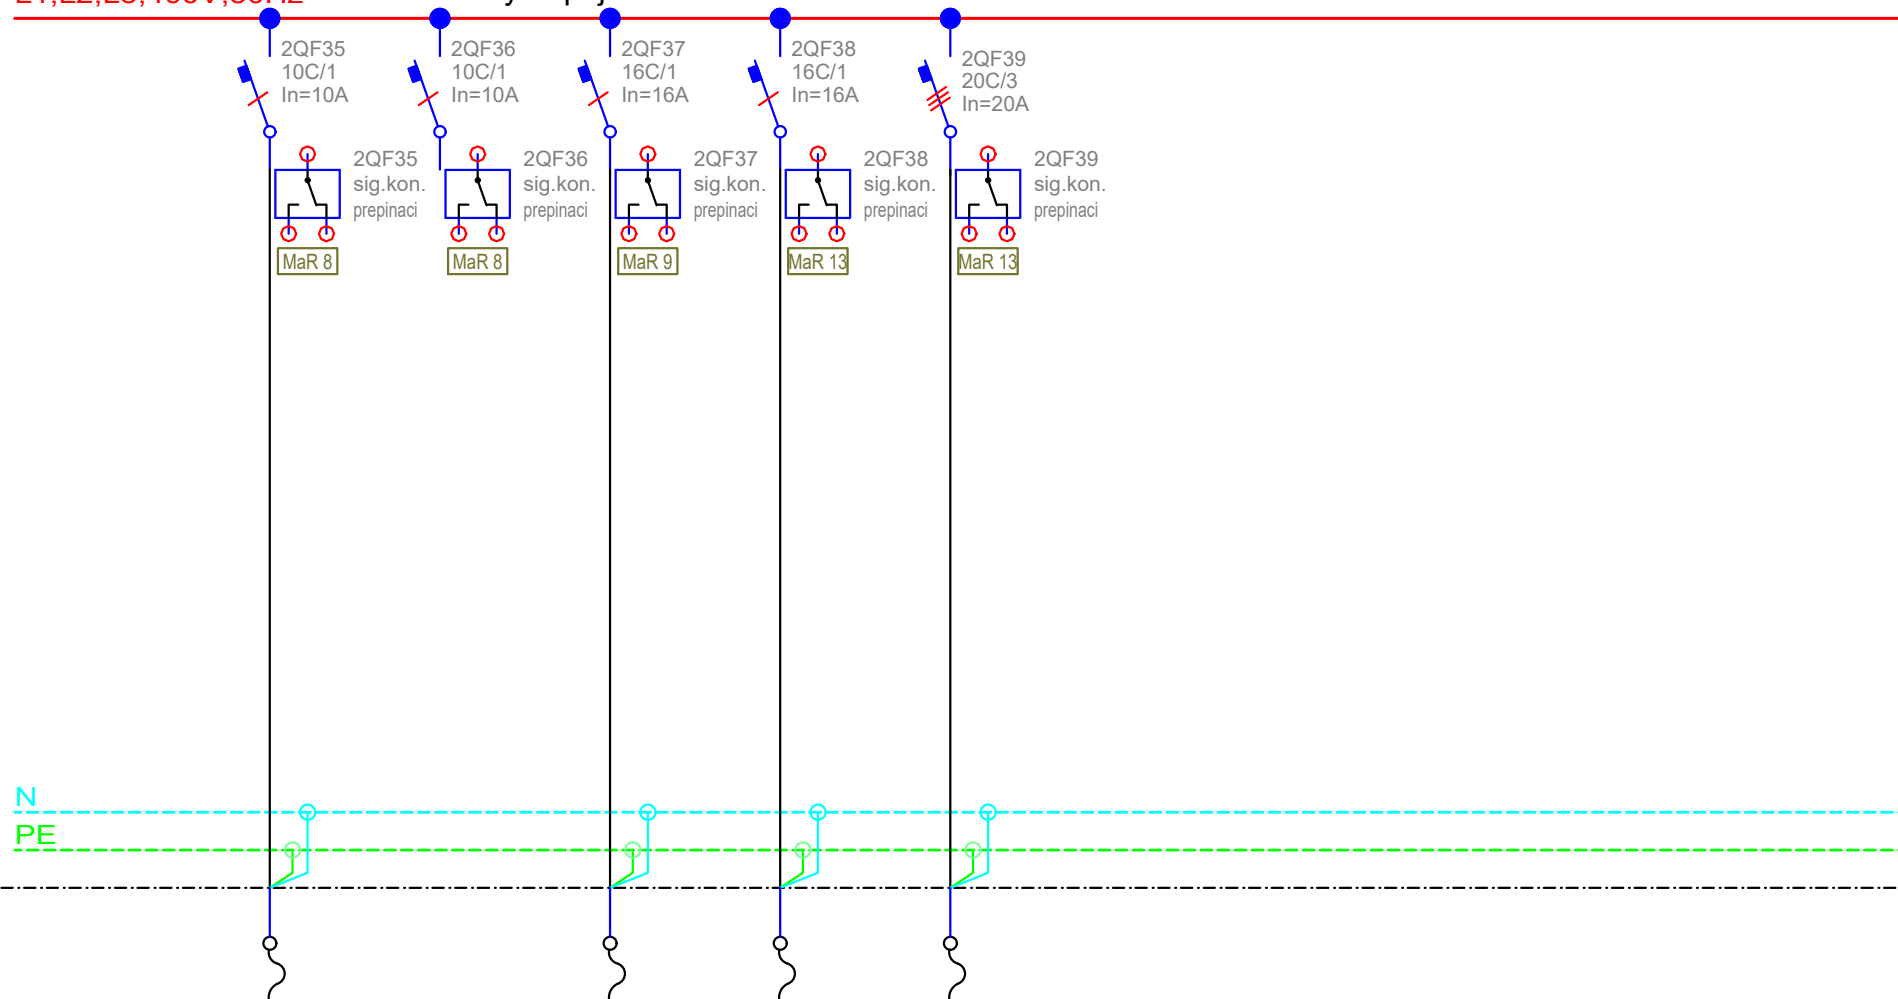 2QF35
10C/1
In=10A
2QF36
10C/1
In=10A
2QF37
16C/1
In=16A
2QF38
16C/1
In=16A
2QF39
20C/3
In=20A
2QF35
sig.kon.
prepinaci
2QF36
sig.kon.
prepinaci
2QF37
sig.kon.
prepinaci
2QF38
sig.kon.
prepinaci
2QF39
sig.kon.
prepinaci
MaR 8
MaR 8
MaR 9
MaR 13
MaR 13
N
PE